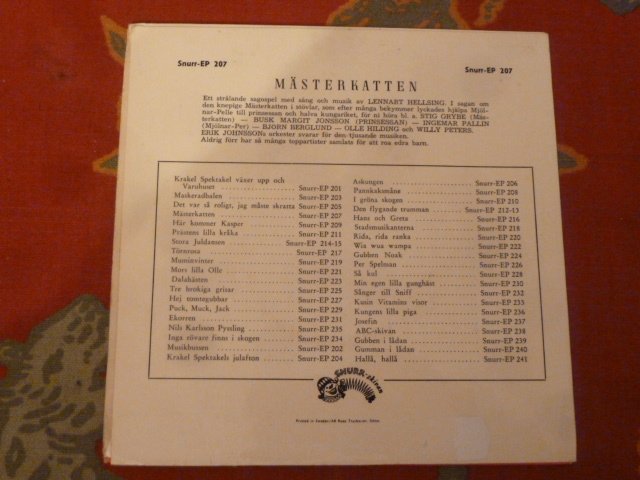 Snurr-EP 207
Snurr-EP 207
MÄSTERKATTEN
Ett strålande sagospel med sång och musik av LENNART HELLSING. I sagan om
den knepige Mästerkatten i stövlar, som efter många bekymmer lyckades hjälpa Mjöl-
nar-Pelle till prinsessan och halva kungariket, får ni höra bl. a. STIG GRYBE (Mäs-
terkatten) — BUSK MARGIT JONSSON (PRINSESSAN) — INGEMAR PALLIN
(Mjölnar-Per) — BJÖRN BERGLUND — OLLE HILDING och WILLY PETERS.
ERIK JOHNSSONs orkester svarar för den tjusande musiken.
Aldrig förr har så många toppartister samlats för att roa edra barn.
Krakel Spektakel växer upp och
Varuhuset Snurr-EP 201
Maskeradbalen Snurr-EP 203
Det var så roligt, jag måste skratta Snurr-EP 205
Mästerkatten Snurr-EP 207
Här kommer Kasper Snurr-EP 209
Prästens lilla kråka Snurr-EP 211
Stora Juldansen Snurr-EP 214-15
Törnrosa Snurr-EP 217
Muminvinter Snurr-EP 219
Mors lilla Olle Snurr-EP 221
Dalahästen Snurr-EP 223
Tre brokiga grisar Snurr-EP 225
Hej tomtegubbar Snurr-EP 227
Puck, Muck, Jack Snurr-EP 229
Ekorren Snurr-EP 231
Nils Karlsson Pyssling Snurr-EP 235
Inga rövare finns i skogen Snurr-EP 234
Musikbussen Snurr-EP 202
Krakel Spektakels julafton Snurr-EP 204
Askungen Snurr-EP 206
Pannkaksmåne Snurr-EP 208
I gröna skogen Snurr-EP 210
Den flygande trumman Snurr-EP 212-13
Hans och Greta Snurr-EP 216
Stadsmusikanterna Snurr-EP 218
Rida, rida ranka Snurr-EP 220
Win wua wumpa Snurr-EP 222
Gubben Noak Snurr-EP 224
Per Spelman Snurr-EP 226
Så kul Snurr-EP 228
Min egen lilla gunghäst Snurr-EP 230
Sånger till Sniff Snurr-EP 232
Kusin Vitamins visor Snurr-EP 233
Kungens lilla piga Snurr-EP 236
Josefin Snurr-EP 237
ABC-skivan Snurr-EP 238
Gubben i lådan Snurr-EP 239
Gumman i lådan Snurr-EP 240
Hallå, hallå Snurr-EP 241
SNURR-skivan
Printed in Sweden